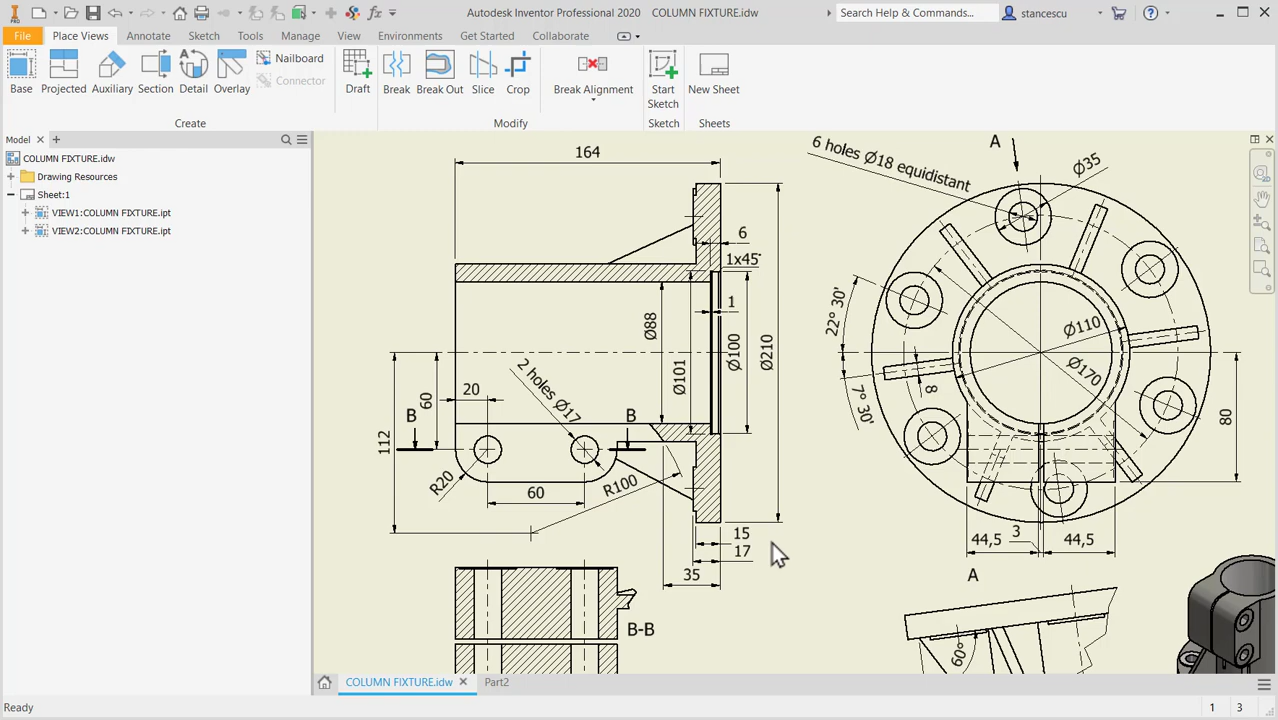 Autodesk Inventor Professional 2020 COLUMN FIXTURE.idw
Search Help & Commands...
stancescu
File Place Views Annotate Sketch Tools Manage View Environments Get Started Collaborate
PRO
Base
Projected
Auxiliary
Section
Detail
Overlay
Nailboard
Connector
Draft
Break
Break Out
Slice
Crop
Break Alignment
Start
Sketch
New Sheet
Create
Modify
Sketch
Sheets
Model
COLUMN FIXTURE.idw
Drawing Resources
Sheet:1
VIEW1:COLUMN FIXTURE.ipt
VIEW2:COLUMN FIXTURE.ipt
164
6
1x45°
1
Ø88
Ø101
Ø100
Ø210
2 holes Ø17
20
60
112
B
B
R20
60
R100
15
17
35
B-B
6 holes Ø18 equidistant
A
Ø35
22° 30'
7° 30'
8
Ø110
Ø170
80
44,5
3
44,5
A
60°
COLUMN FIXTURE.idw
Part2
Ready
1 3